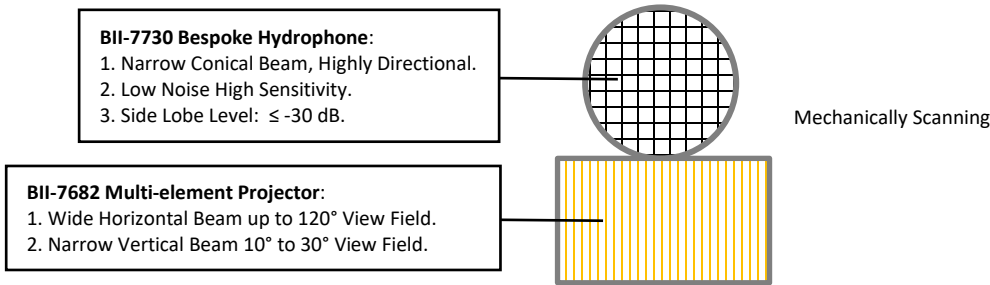 BII-7730 Bespoke Hydrophone:
1. Narrow Conical Beam, Highly Directional.
2. Low Noise High Sensitivity.
3. Side Lobe Level: ≤ -30 dB.
Mechanically Scanning
BII-7682 Multi-element Projector:
1. Wide Horizontal Beam up to 120° View Field.
2. Narrow Vertical Beam 10° to 30° View Field.